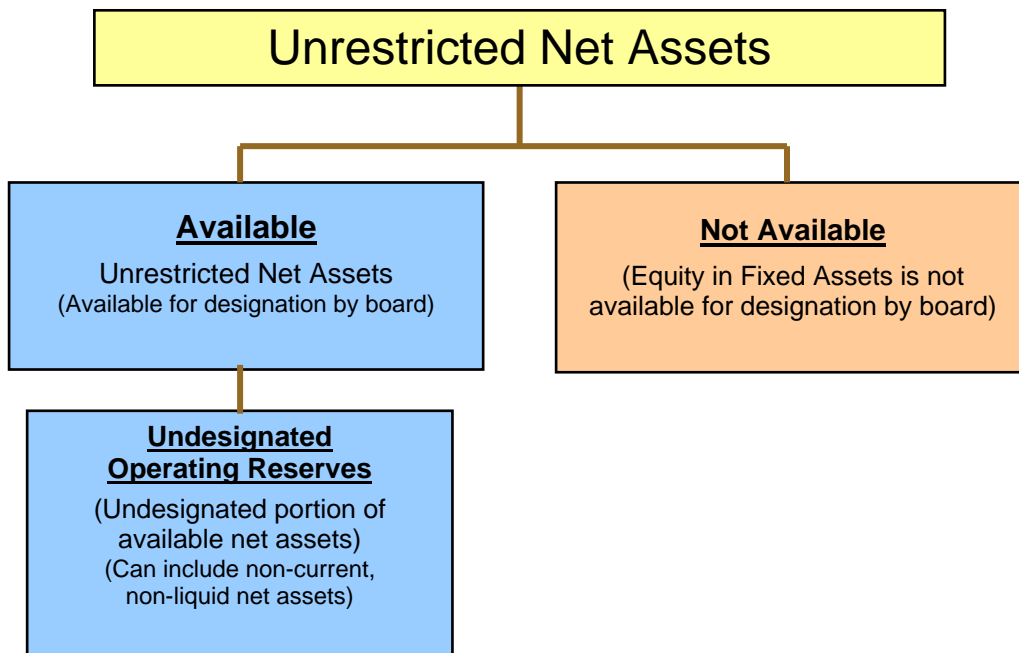 Unrestricted Net Assets
Available
Unrestricted Net Assets
(Available for designation by board)
Not Available
(Equity in Fixed Assets is not
available for designation by board)
Undesignated
Operating Reserves
(Undesignated portion of
available net assets)
(Can include non-current,
non-liquid net assets)